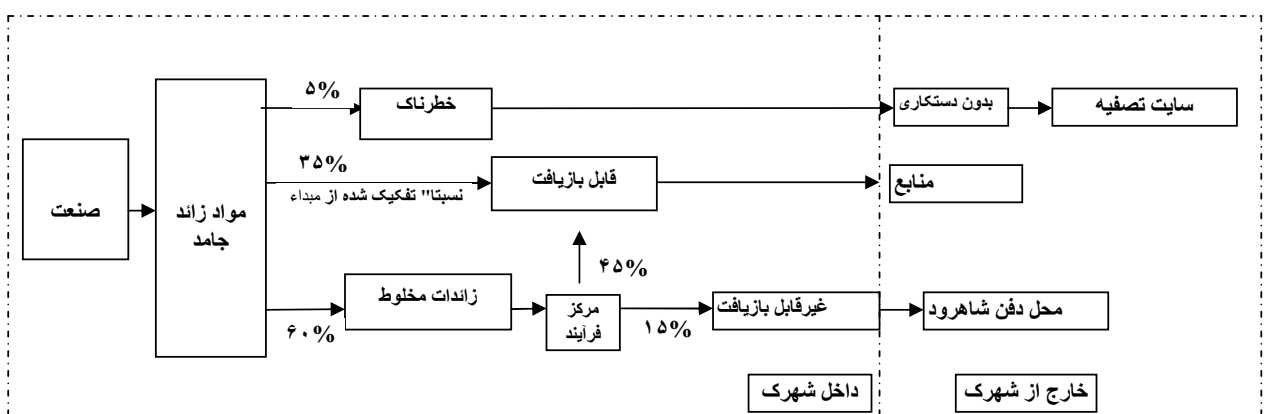 صنعت
مواد زائد
جامد
۵%
خطرناک
بدون دستکاری
سایت تصفیه
۳۵%
نسبتا" تفکیک شده از مبداء
قابل بازیافت
منابع
۴۵%
۶۰%
زائدات مخلوط
مرکز
فرآیند
۱۵%
غیرقابل بازیافت
محل دفن شاهرود
داخل شهرک
خارج از شهرک